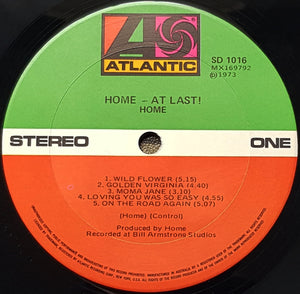 ATLANTIC
SD 1016
MX169792
℗1973
HOME – AT LAST!
HOME
STEREO
ONE
1. WILD FLOWER (5.15)
2. GOLDEN VIRGINIA (4.40)
3. MOMA JANE (3.10)
4. LOVING YOU WAS SO EASY (4.55)
5. ON THE ROAD AGAIN (5.07)
(Home) (Control)
Produced by Home
Recorded at Bill Armstrong Studios